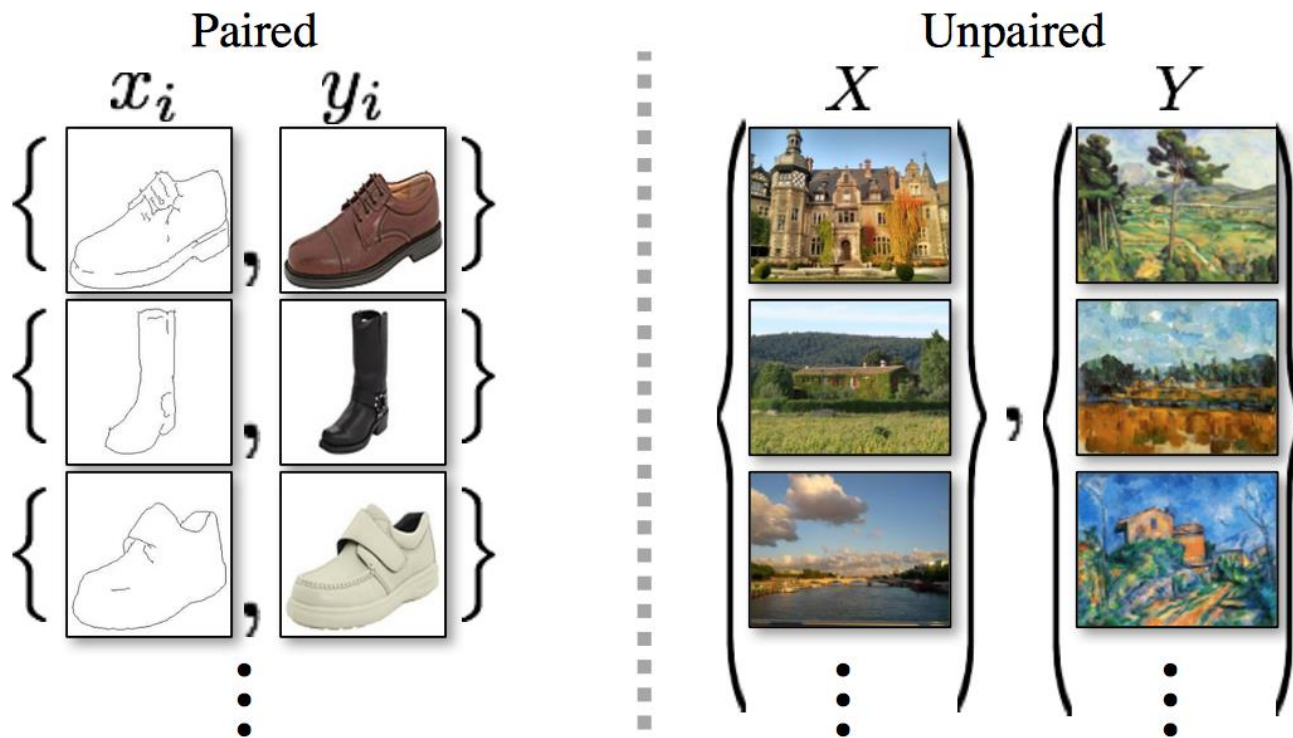 Paired
Unpaired
x_i y_i
X Y
{ , }
{ , }
{ , }
{ } , { }